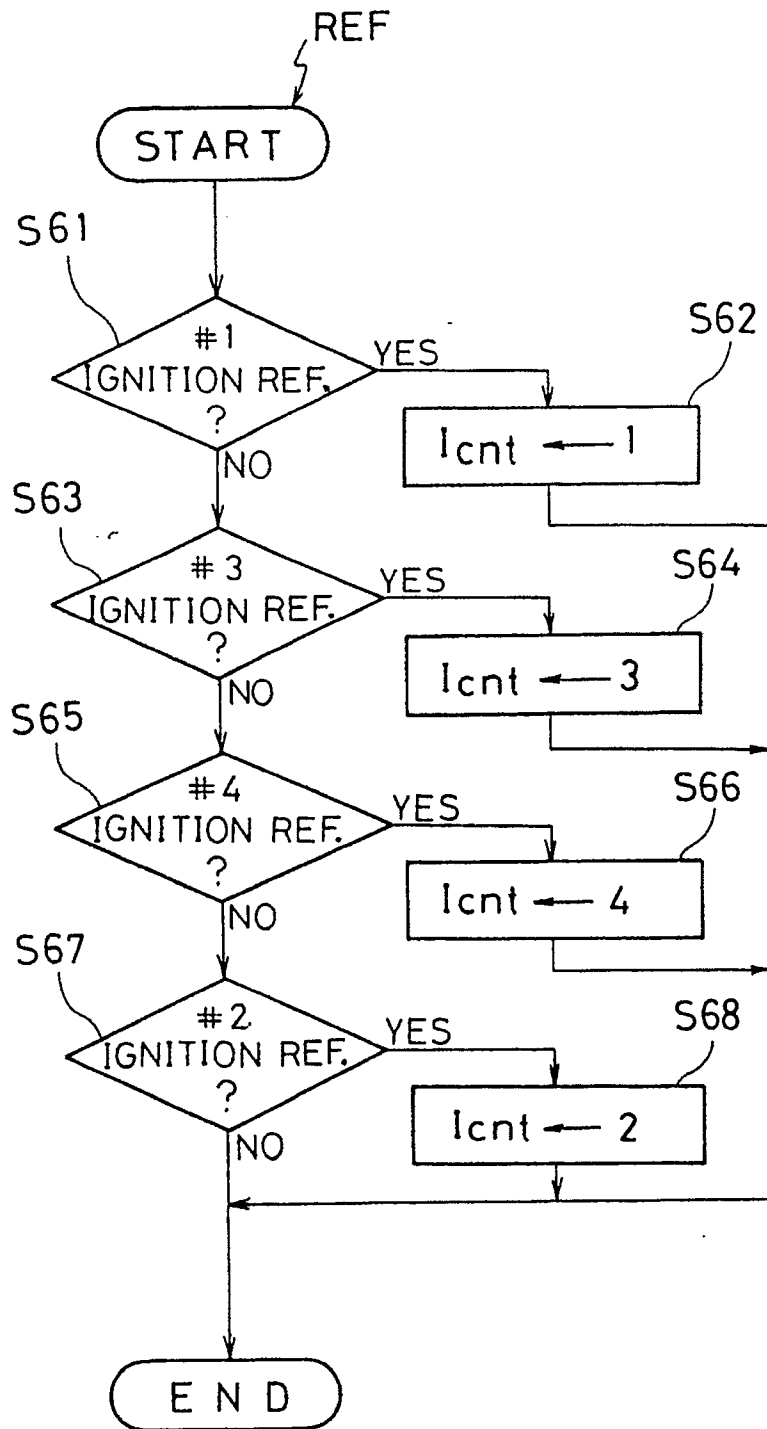 REF
START
S61
#1
IGNITION REF.
?
YES
NO
S62
Icnt ← 1
S63
#3
IGNITION REF.
?
YES
NO
S64
Icnt ← 3
S65
#4
IGNITION REF.
?
YES
NO
S66
Icnt ← 4
S67
#2
IGNITION REF.
?
YES
NO
S68
Icnt ← 2
END